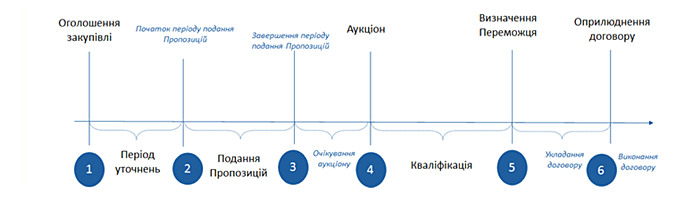 Оголошення
закупівлі
Початок періоду подання
Пропозицій
Завершення періоду
подання Пропозицій
Аукціон
Визначення
Переможця
Оприлюднення
договору
1
Період
уточнень
2
Подання
Пропозицій
3
Очікування
аукціону
4
Кваліфікація
5
Укладання
договору
6
Виконання
договору